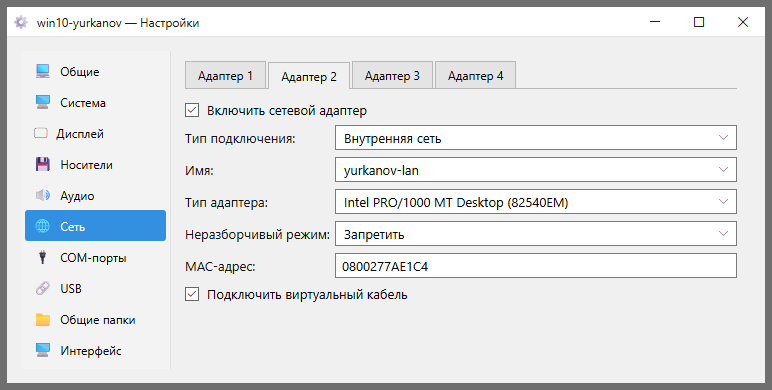 win10-yurkanov — Настройки
Общие
Система
Дисплей
Носители
Аудио
Сеть
COM-порты
USB
Общие папки
Интерфейс
Адаптер 1 Адаптер 2 Адаптер 3 Адаптер 4
Включить сетевой адаптер
Тип подключения: Внутренняя сеть
Имя: yurkanov-lan
Тип адаптера: Intel PRO/1000 MT Desktop (82540EM)
Неразборчивый режим: Запретить
MAC-адрес: 0800277AE1C4
Подключить виртуальный кабель